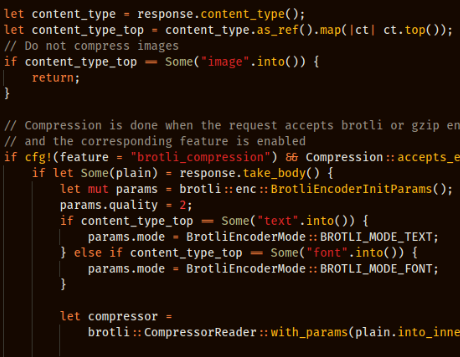 let content_type = response.content_type();
let content_type_top = content_type.as_ref().map(|ct| ct.top());
// Do not compress images
if content_type_top == Some("image".into()) {
return;
}
// Compression is done when the request accepts brotli or gzip en
// and the corresponding feature is enabled
if cfg!(feature = "brotli_compression") && Compression::accepts_e
if let Some(plain) = response.take_body() {
let mut params = brotli::enc::BrotliEncoderInitParams();
params.quality = 2;
if content_type_top == Some("text".into()) {
params.mode = BrotliEncoderMode::BROTLI_MODE_TEXT;
} else if content_type_top == Some("font".into()) {
params.mode = BrotliEncoderMode::BROTLI_MODE_FONT;
}
let compressor =
brotli::CompressorReader::with_params(plain.into_inne